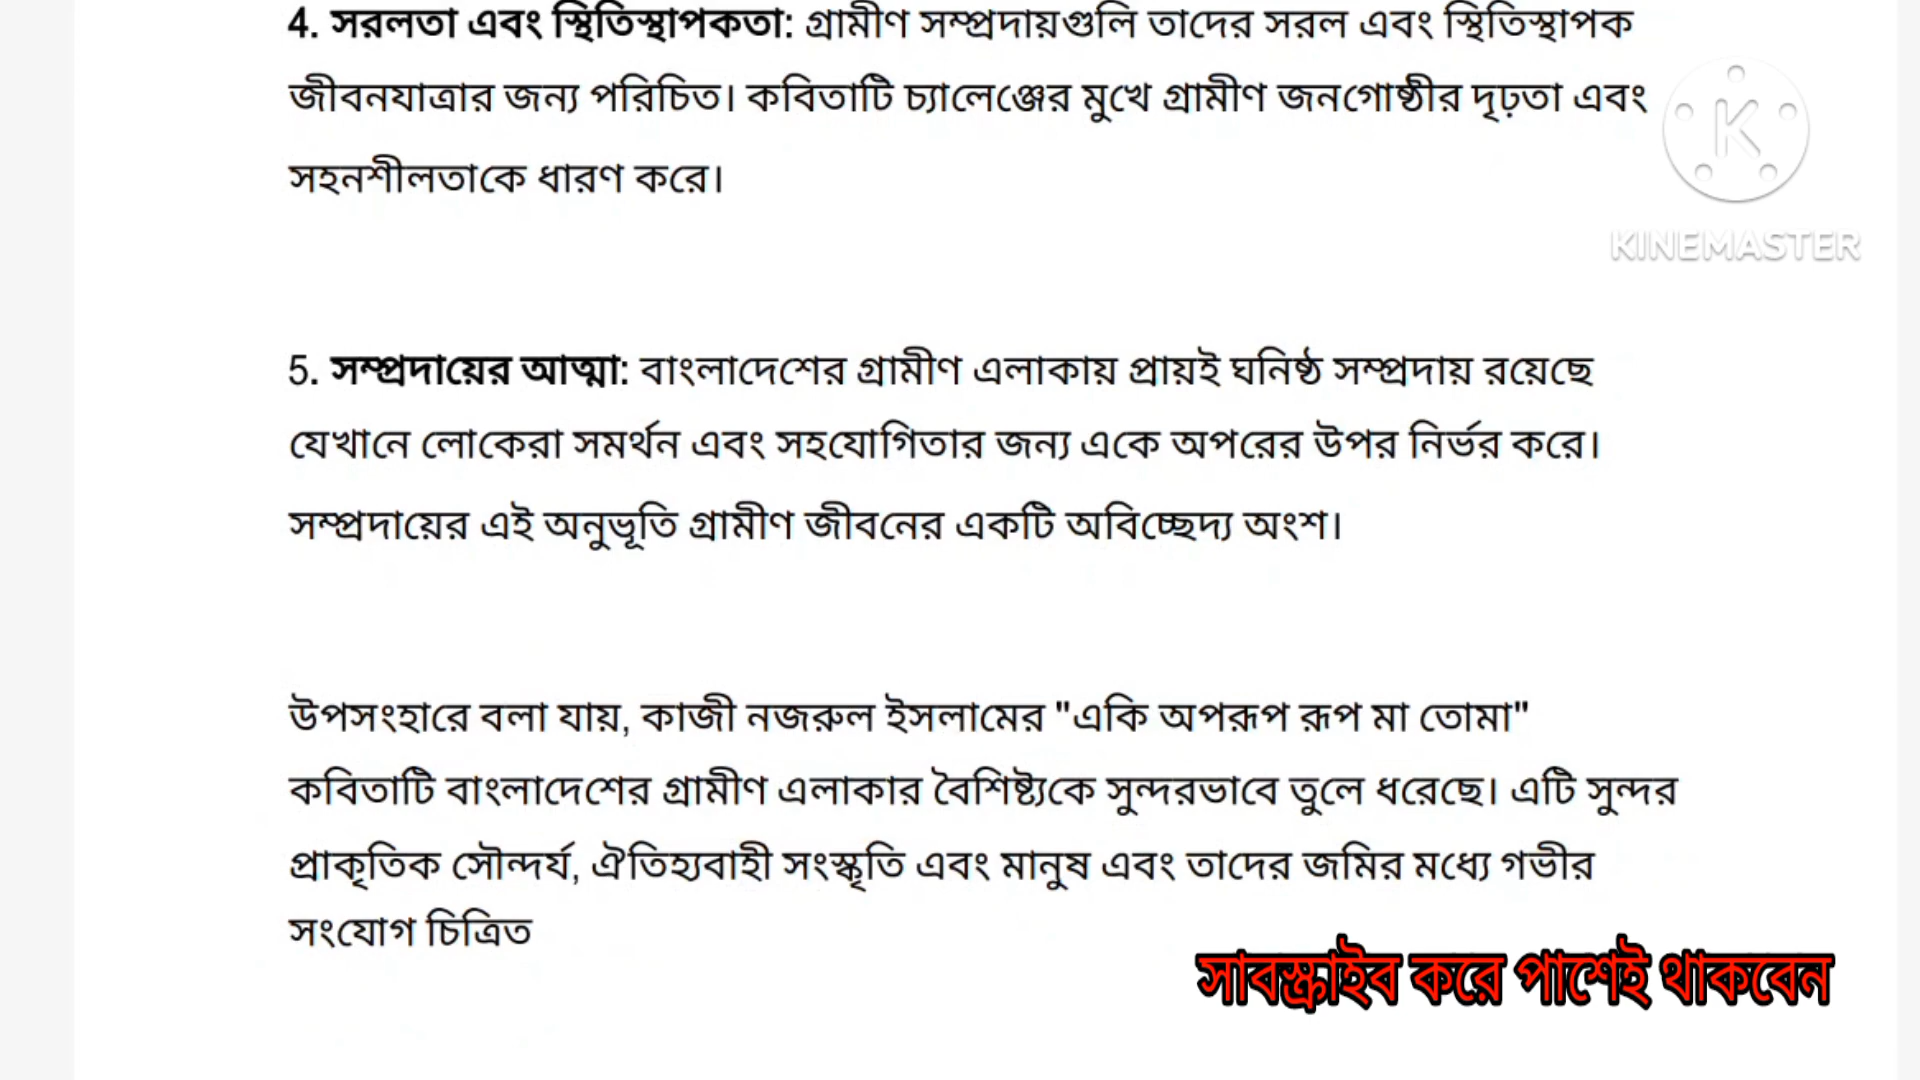 4. সরলতা এবং স্থিতিস্থাপকতা: গ্রামীণ সম্প্রদায়গুলি তাদের সরল এবং স্থিতিস্থাপক
জীবনযাত্রার জন্য পরিচিত। কবিতাটি চ্যালেঞ্জের মুখে গ্রামীণ জনগোষ্ঠীর দৃঢ়তা এবং
সহনশীলতাকে ধারণ করে।
K
KINEMASTER
5. সম্প্রদায়ের আত্মা: বাংলাদেশের গ্রামীণ এলাকায় প্রায়ই ঘনিষ্ঠ সম্প্রদায় রয়েছে
যেখানে লোকেরা সমর্থন এবং সহযোগিতার জন্য একে অপরের উপর নির্ভর করে।
সম্প্রদায়ের এই অনুভূতি গ্রামীণ জীবনের একটি অবিচ্ছেদ্য অংশ।
উপসংহারে বলা যায়, কাজী নজরুল ইসলামের "একি অপরূপ রূপ মা তোমা"
কবিতাটি বাংলাদেশের গ্রামীণ এলাকার বৈশিষ্ট্যকে সুন্দরভাবে তুলে ধরেছে। এটি সুন্দর
প্রাকৃতিক সৌন্দর্য, ঐতিহ্যবাহী সংস্কৃতি এবং মানুষ এবং তাদের জমির মধ্যে গভীর
সংযোগ চিত্রিত
সাবস্ক্রাইব করে পাশেই থাকবেন